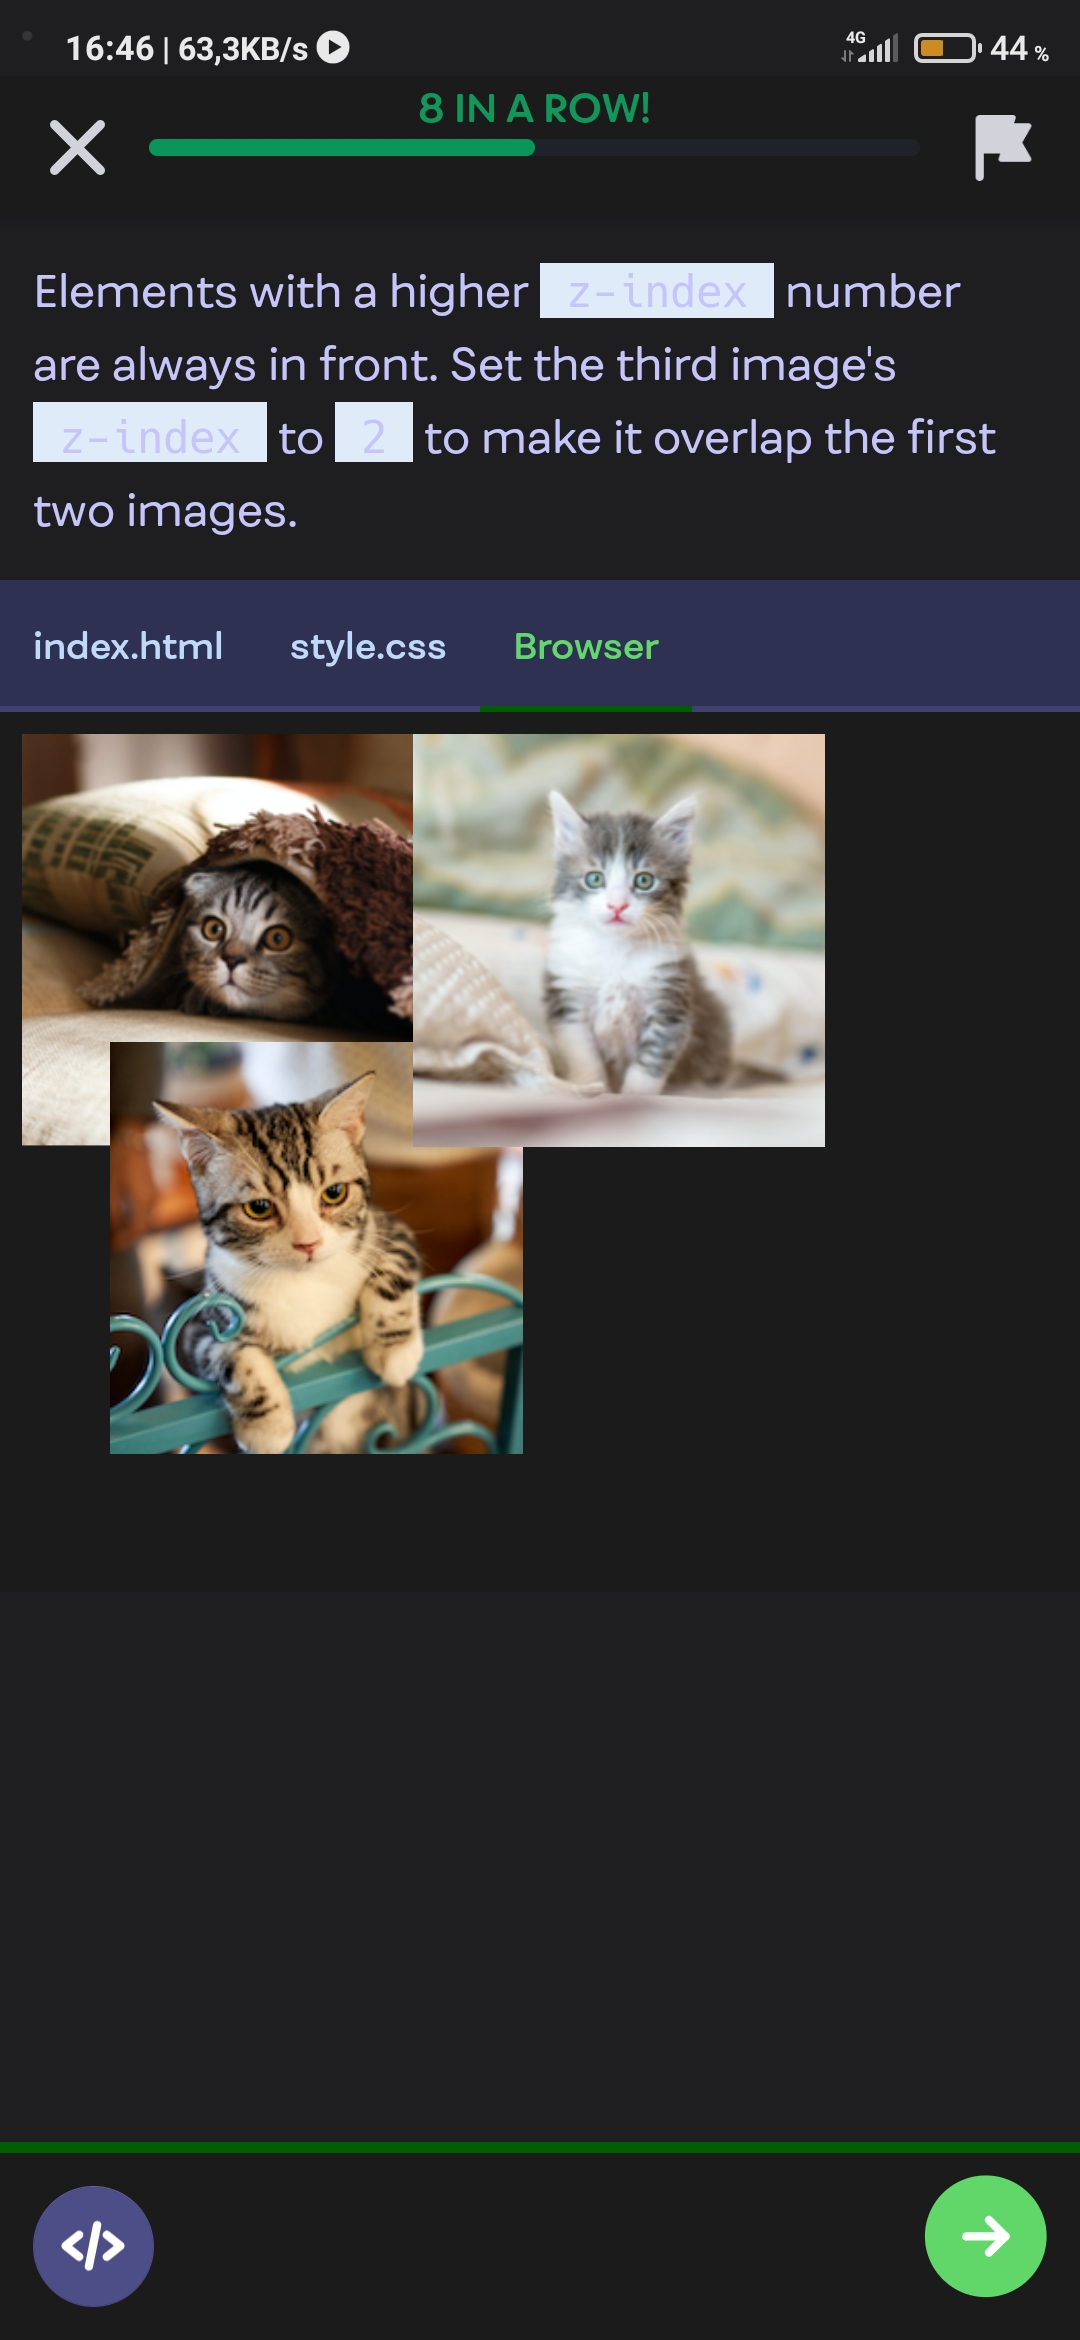 16:46 | 63,3KB/s 4G 44 %
8 IN A ROW!
Elements with a higher z-index number
are always in front. Set the third image's
z-index to 2 to make it overlap the first
two images.
index.html style.css Browser
</>